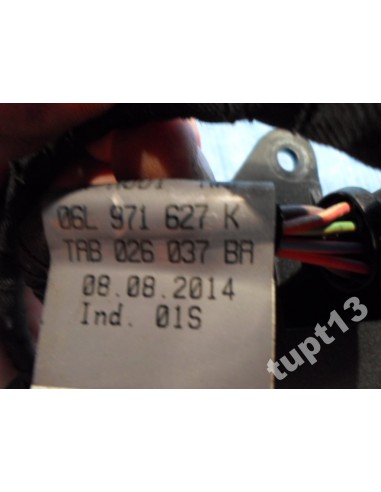 06L 971 627 K
TAB 026 037 BA
08.08.2014
Ind. 01S
tupt13